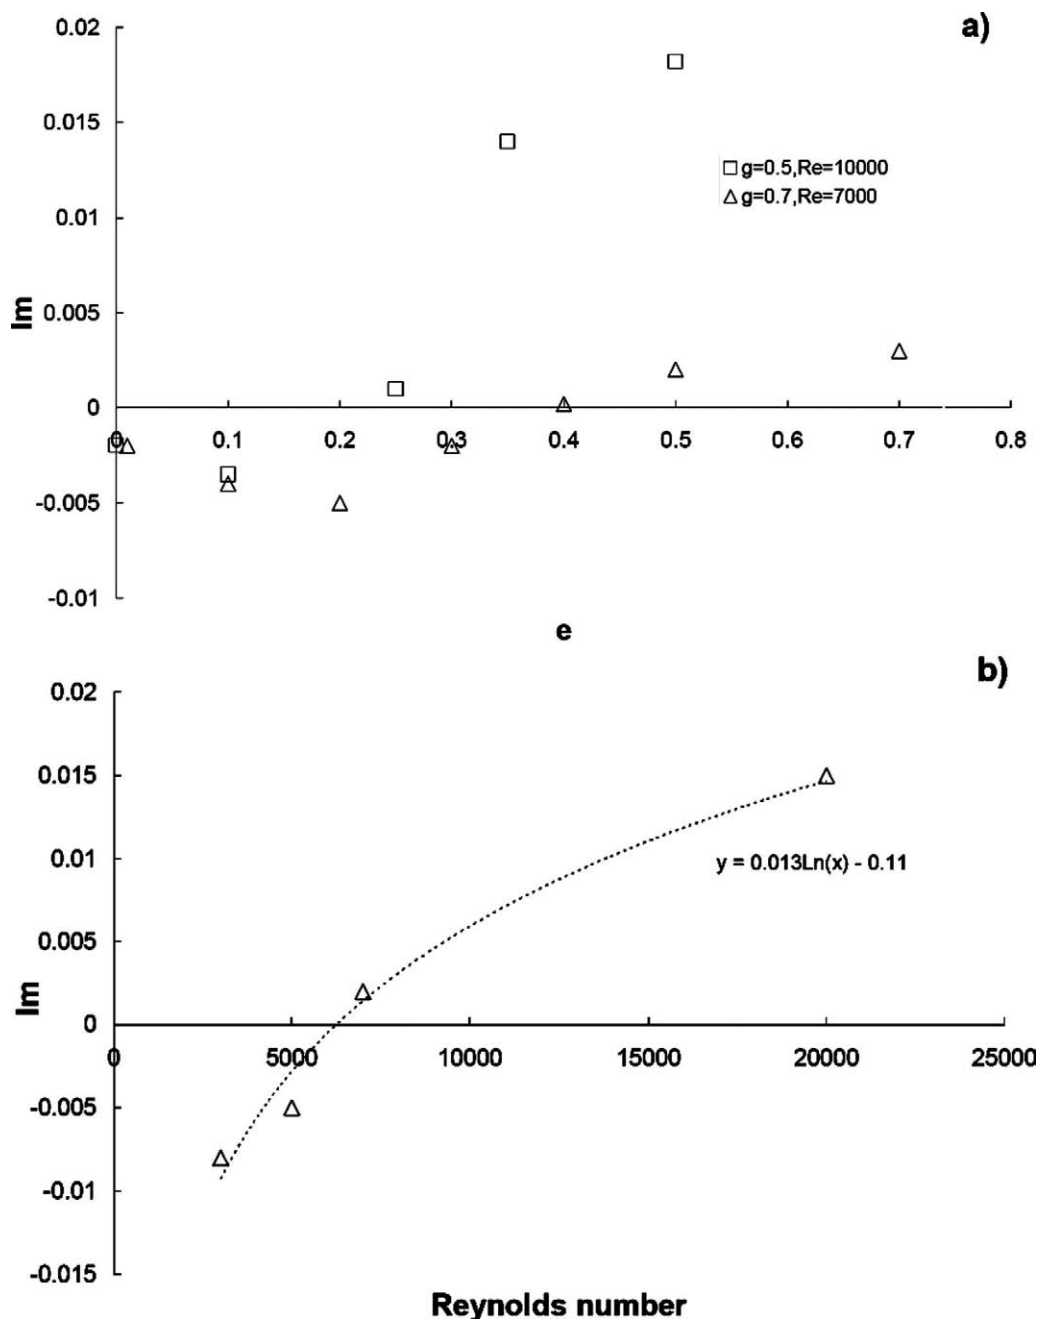 a)
0.02
0.015
0.01
0.005
0
-0.005
-0.01
Im
□ g=0.5,Re=10000
△ g=0.7,Re=7000
0 0.1 0.2 0.3 0.4 0.5 0.6 0.7 0.8
e
b)
0.02
0.015
0.01
0.005
0
-0.005
-0.01
-0.015
Im
y = 0.013Ln(x) - 0.11
0 5000 10000 15000 20000 25000
Reynolds number